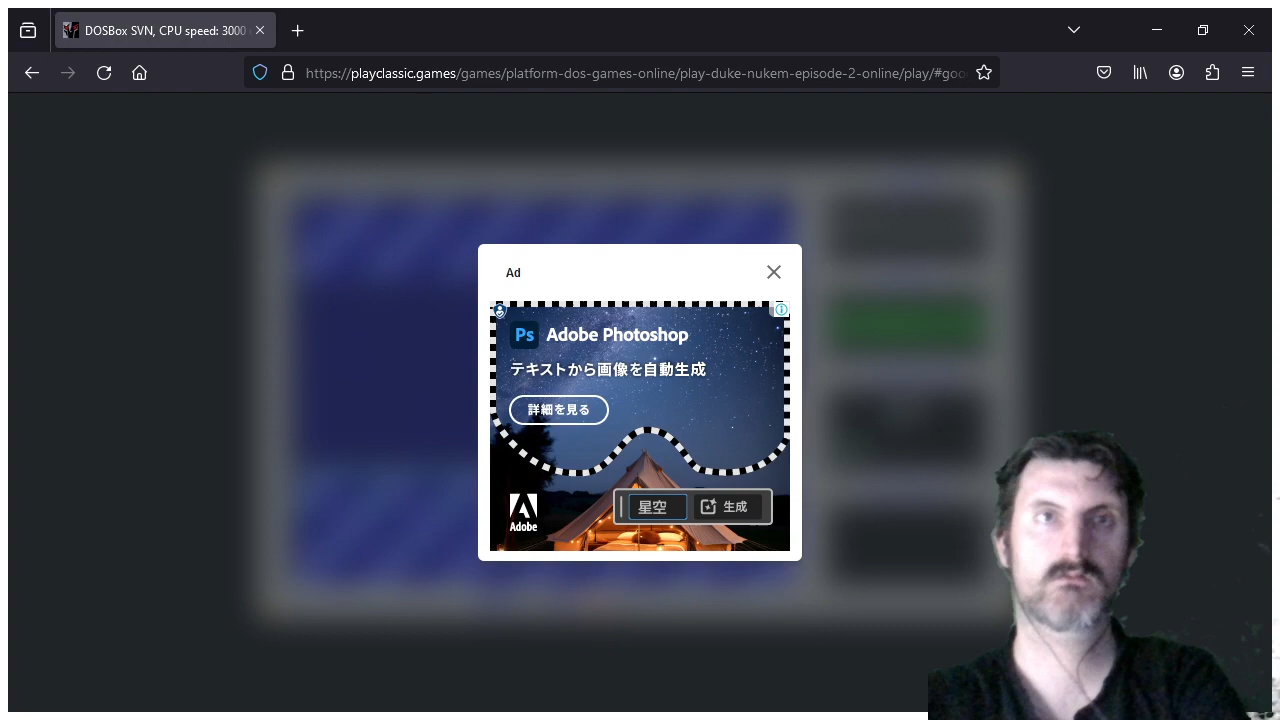 DOSBox SVN, CPU speed: 3000
https://playclassic.games/games/platform-dos-games-online/play-duke-nukem-episode-2-online/play/#goo
Ad
Ps Adobe Photoshop
テキストから画像を自動生成
詳細を見る
星空 生成
Adobe